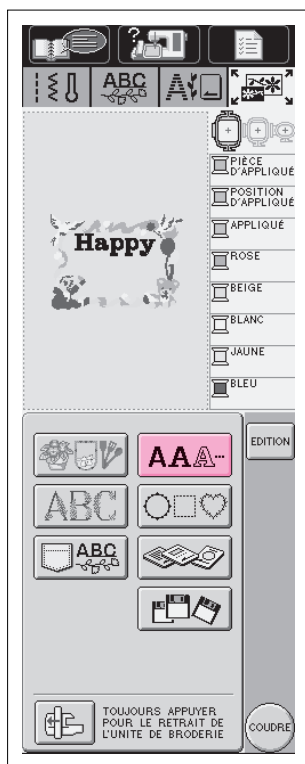 ABC
A
Happy
PIÈCE
D'APPLIQUÉ
POSITION
D'APPLIQUÉ
APPLIQUÉ
ROSE
BEIGE
BLANC
JAUNE
BLEU
EDITION
AAA
ABC
ABC
TOUJOURS APPUYER
POUR LE RETRAIT DE
L'UNITE DE BRODERIE
COUDRE